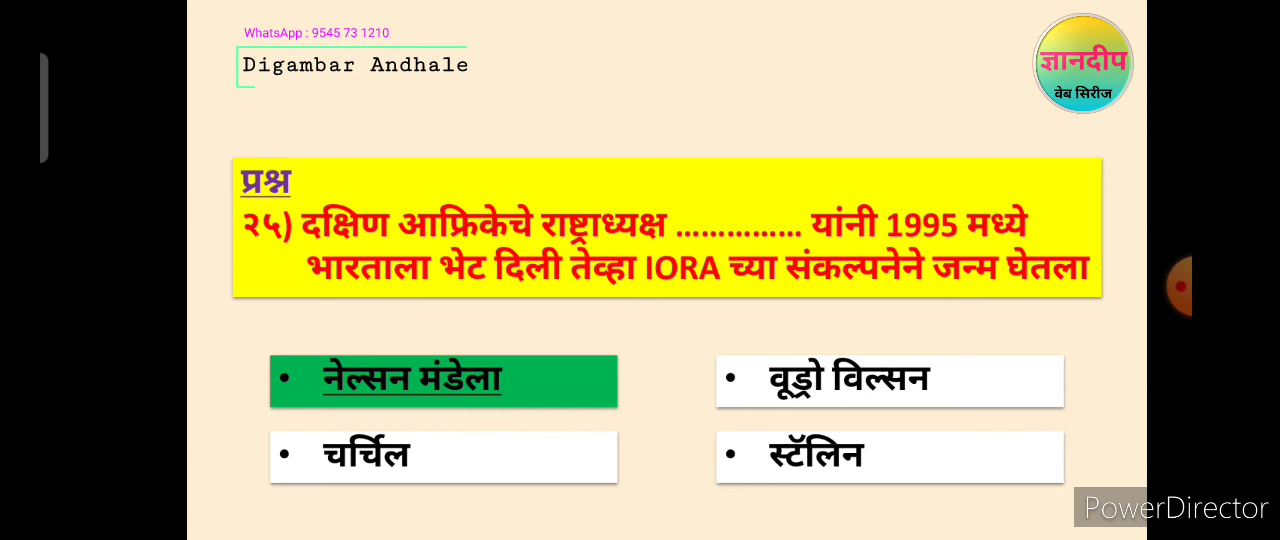 WhatsApp : 9545 73 1210
Digambar Andhale
ज्ञानदीप
वेब सिरीज
प्रश्न
२५) दक्षिण आफ्रिकेचे राष्ट्राध्यक्ष ............... यांनी 1995 मध्ये
भारताला भेट दिली तेव्हा IORA च्या संकल्पनेने जन्म घेतला
• नेल्सन मंडेला
• वूड्रो विल्सन
• चर्चिल
• स्टॅलिन
PowerDirector